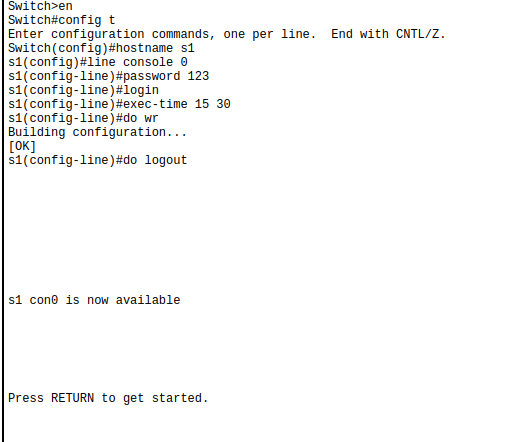 Switch>en
Switch#config t
Enter configuration commands, one per line.  End with CNTL/Z.
Switch(config)#hostname s1
s1(config)#line console 0
s1(config-line)#password 123
s1(config-line)#login
s1(config-line)#exec-time 15 30
s1(config-line)#do wr
Building configuration...
[OK]
s1(config-line)#do logout
s1 con0 is now available
Press RETURN to get started.